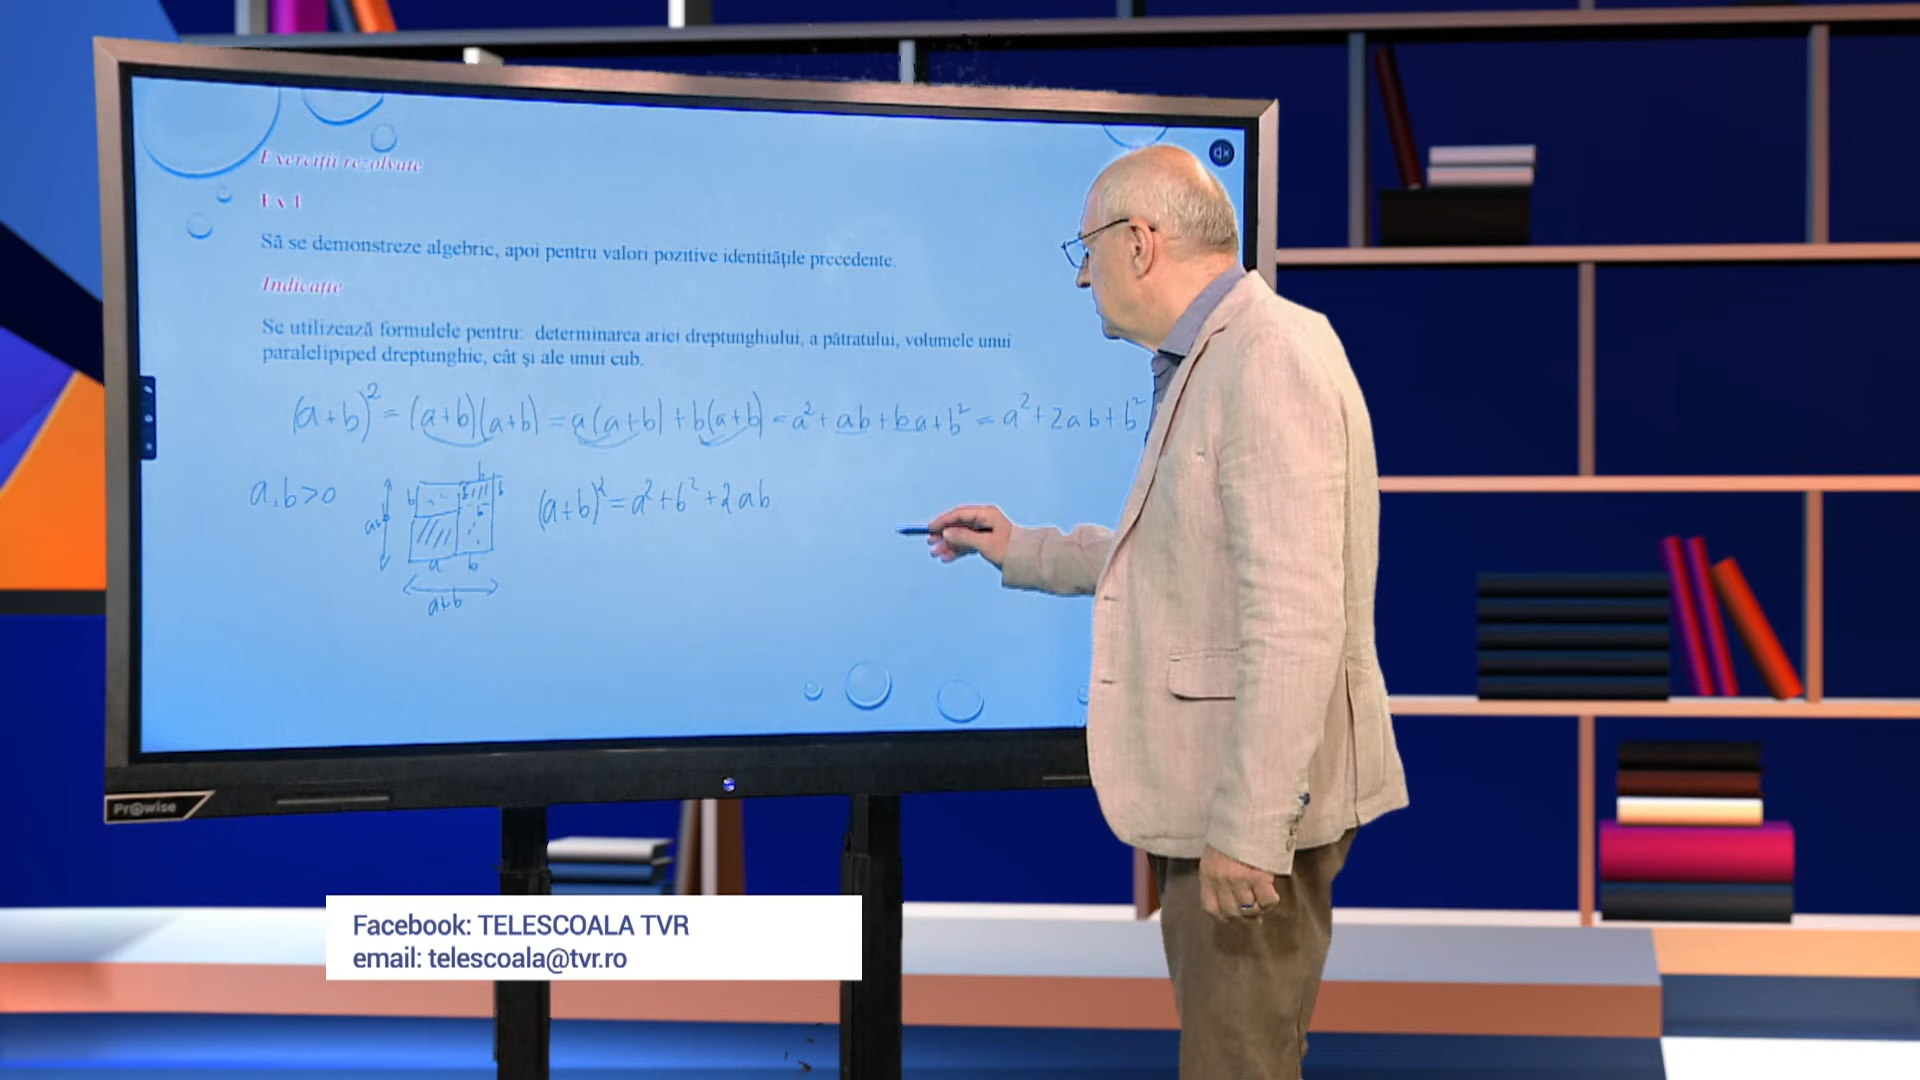 Exerciții rezolvate
Ex 1
Să se demonstreze algebric, apoi pentru valori pozitive identitățile precedente.
Indicație
Se utilizează formulele pentru: determinarea ariei dreptunghiului, a pătratului, volumele unui
paralelipiped dreptunghic, cât și ale unui cub.
(a+b)² = (a+b)(a+b) = a(a+b) + b(a+b) = a² + ab + ba + b² = a² + 2ab + b²
a,b>0
b
b
b
b
a+b
a b
a+b
(a+b)² = a² + b² + 2ab
Prowise
Facebook: TELESCOALA TVR
email: telescoala@tvr.ro